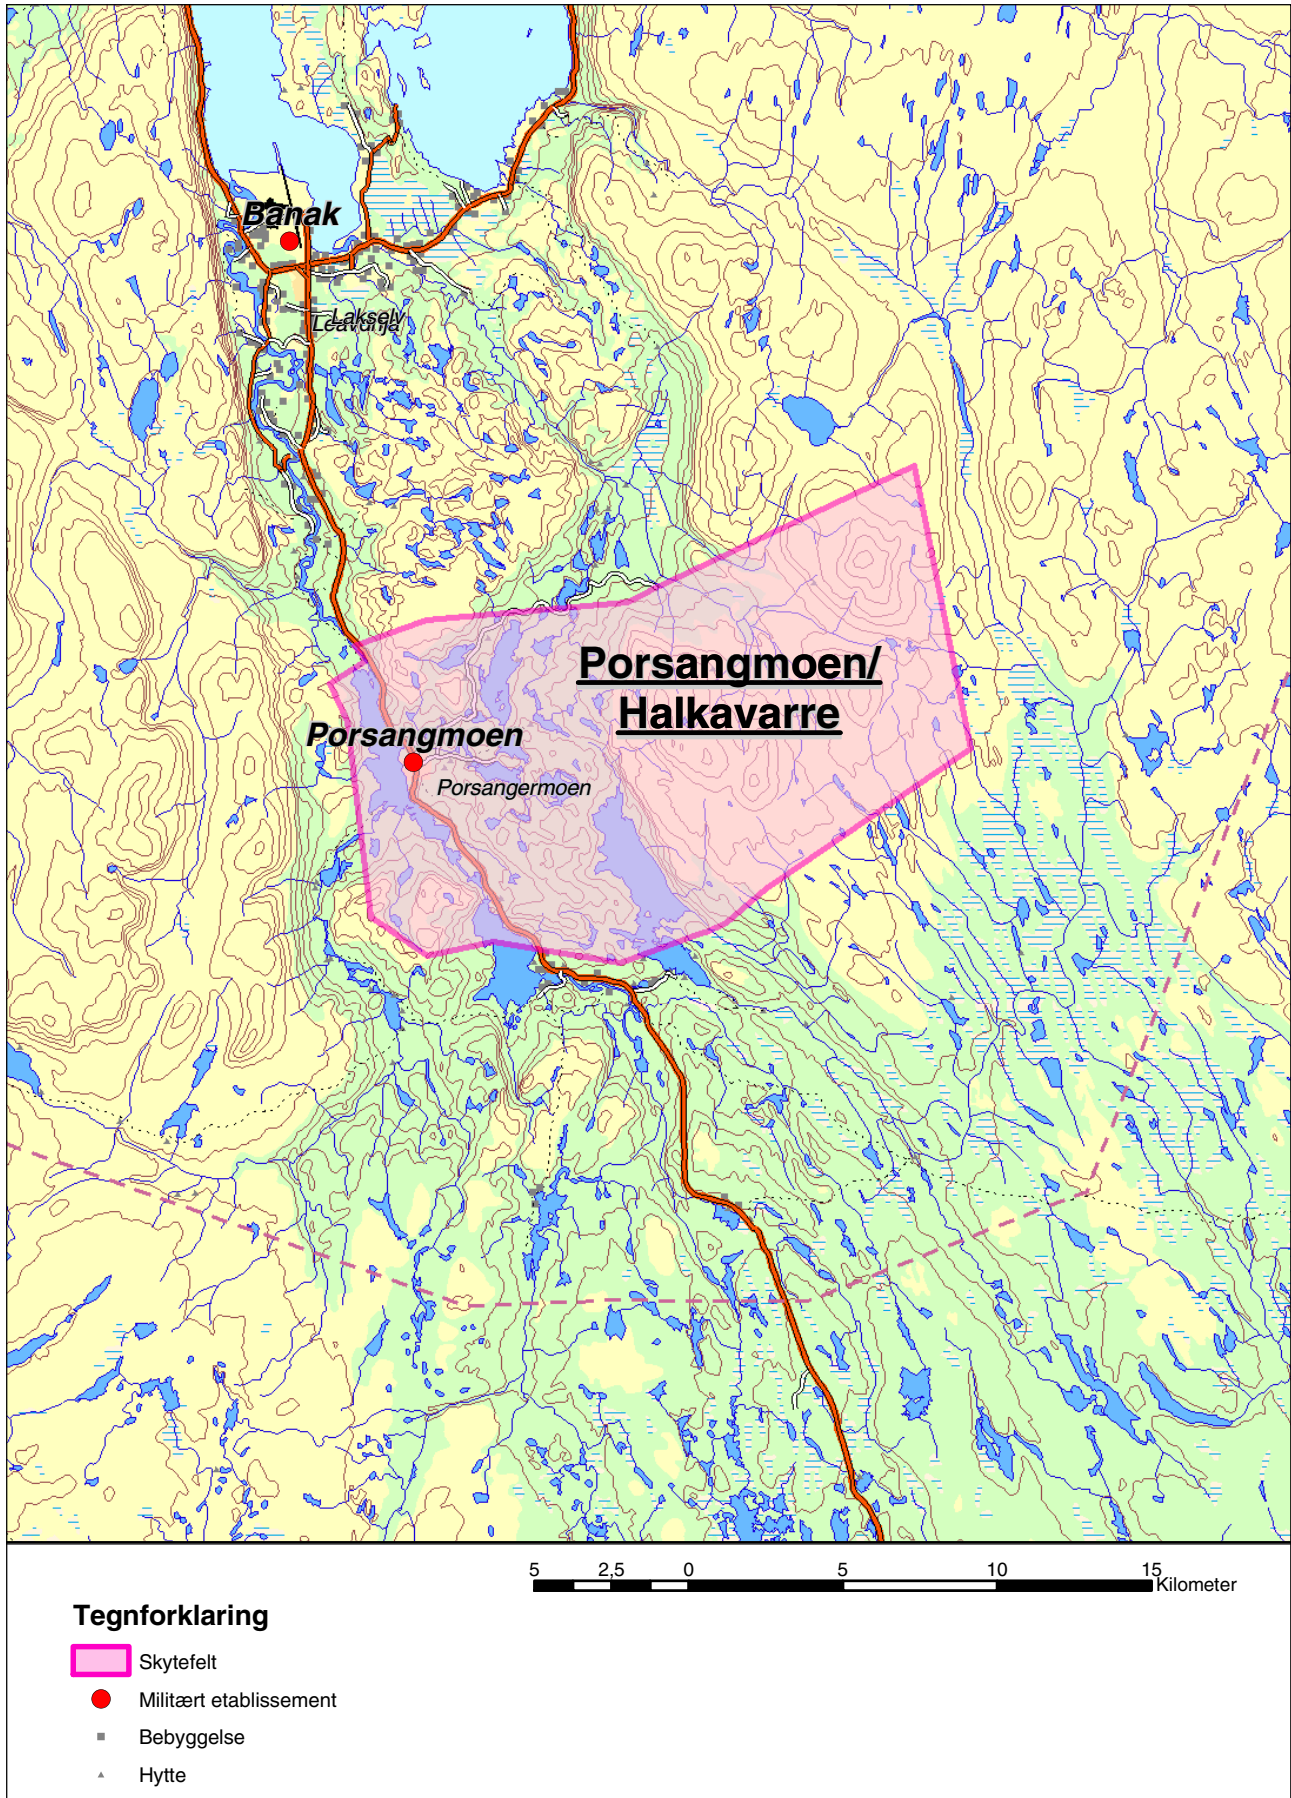 Banak
Lakselv
Leavdnja
Porsangmoen/
Halkavarre
Porsangmoen
Porsangermoen
5 2,5 0 5 10 15
Kilometer
Tegnforklaring
Skytefelt
Militært etablissement
Bebyggelse
Hytte